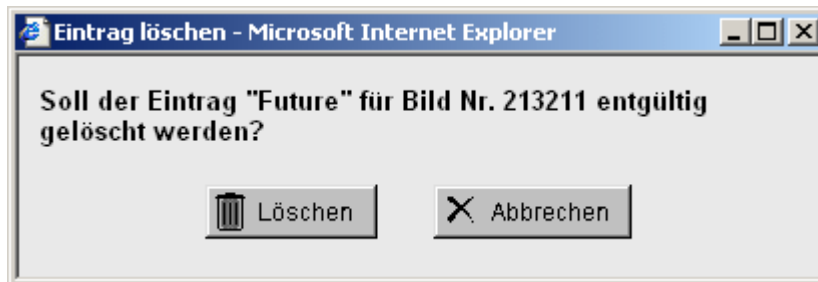 Eintrag löschen - Microsoft Internet Explorer
Soll der Eintrag "Future" für Bild Nr. 213211 entgültig
gelöscht werden?
Löschen
Abbrechen